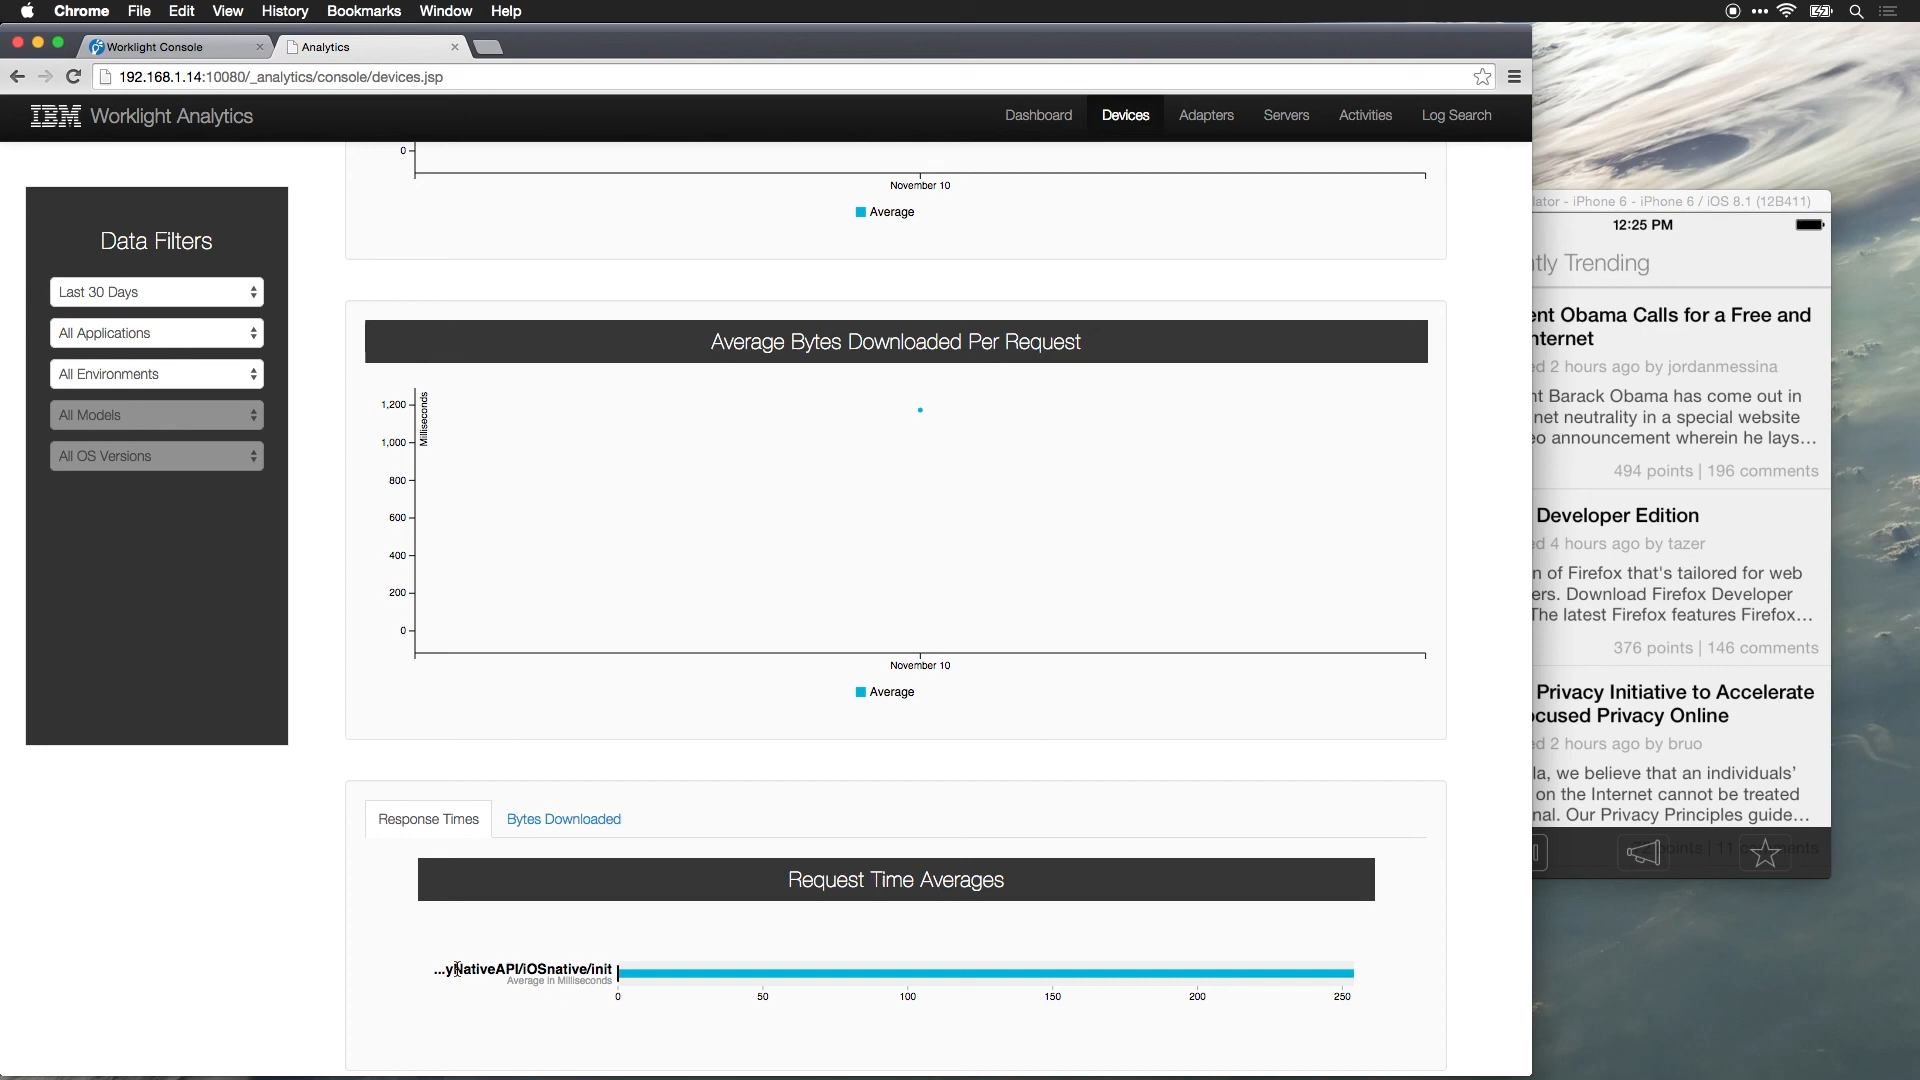 Chrome File Edit View History Bookmarks Window Help
Worklight Console
Analytics
192.168.1.14:10080/_analytics/console/devices.jsp
IBM Worklight Analytics
Dashboard Devices Adapters Servers Activities Log Search
Data Filters
Last 30 Days
All Applications
All Environments
All Models
All OS Versions
0
November 10
Average
Average Bytes Downloaded Per Request
Milliseconds
1,200
1,000
800
600
400
200
0
November 10
Average
Response Times Bytes Downloaded
Request Time Averages
...yNativeAPI/iOSnative/init
Average in Milliseconds
0 50 100 150 200 250
lator - iPhone 6 - iPhone 6 / iOS 8.1 (12B411)
12:25 PM
tly Trending
ent Obama Calls for a Free and
nternet
ed 2 hours ago by jordanmessina
nt Barack Obama has come out in
net neutrality in a special website
eo announcement wherein he lays...
494 points | 196 comments
Developer Edition
ed 4 hours ago by tazer
n of Firefox that's tailored for web
ers. Download Firefox Developer
The latest Firefox features Firefox...
376 points | 146 comments
Privacy Initiative to Accelerate
ocused Privacy Online
ed 2 hours ago by bruo
la, we believe that an individuals'
on the Internet cannot be treated
nal. Our Privacy Principles guide...